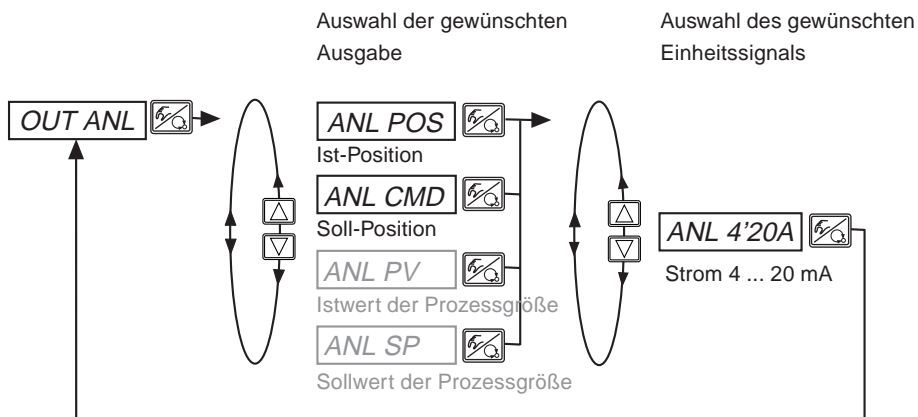 Auswahl der gewünschten
Ausgabe
Auswahl des gewünschten
Einheitssignals
OUT ANL
ANL POS
Ist-Position
ANL CMD
Soll-Position
ANL PV
Istwert der Prozessgröße
ANL SP
Sollwert der Prozessgröße
ANL 4'20A
Strom 4 ... 20 mA